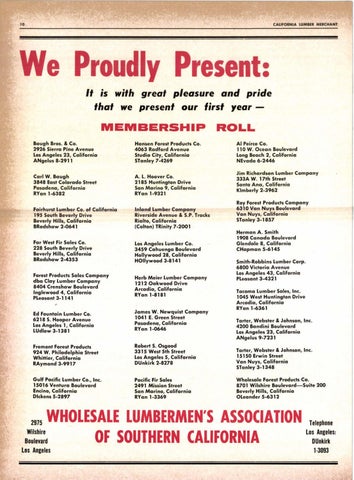 10
CALIFORNIA LUMBER MERCHANT
We Proudly Present:
It is with great pleasure and pride
that we present our first year —
MEMBERSHIP ROLL
Baugh Bros. & Co.
2926 Sierra Pine Avenue
Los Angeles 23, California
ANgelus 8-2911
Carl W. Baugh
3848 East Colorado Street
Pasadena, California
RYan 1-6382
Fairhurst Lumber Co. of California
195 South Beverly Drive
Beverly Hills, California
BRadshaw 2-0641
Far West Fir Sales Co.
228 South Beverly Drive
Beverly Hills, California
BRadshaw 2-4353
Forest Products Sales Company
dba Clay Lumber Company
8404 Crenshaw Boulevard
Inglewood 4, California
PLeasant 3-1141
Ed Fountain Lumber Co.
6218 S. Hooper Avenue
Los Angeles 1, California
LUdlow 3-1381
Fremont Forest Products
924 W. Philadelphia Street
Whittier, California
RAymond 3-9917
Gulf Pacific Lumber Co., Inc.
15016 Ventura Boulevard
Encino, California
DIckens 5-2897
Hansen Forest Products Co.
4063 Radford Avenue
Studio City, California
STanley 7-4269
A. L. Hoover Co.
2185 Huntington Drive
San Marino 9, California
RYan 1-9321
Inland Lumber Company
Riverside Avenue & S.P. Tracks
Rialto, California
(Colton) TRinity 7-2001
Los Angeles Lumber Co.
3459 Cahuenga Boulevard
Hollywood 28, California
HOllywood 3-8141
Herb Maier Lumber Company
1212 Oakwood Drive
Arcadia, California
RYan 1-8181
James W. Newquist Company
1041 E. Green Street
Pasadena, California
RYan 1-0646
Robert S. Osgood
3315 West 5th Street
Los Angeles 5, California
DUnkirk 2-8278
Pacific Fir Sales
2491 Mission Street
San Marino, California
RYan 1-3369
Al Peirce Co.
110 W. Ocean Boulevard
Long Beach 2, California
NEvada 6-2446
Jim Richardson Lumber Company
333A W. 17th Street
Santa Ana, California
KImberly 2-3962
Roy Forest Products Company
6310 Van Nuys Boulevard
Van Nuys, California
STanley 3-1857
Herman A. Smith
1908 Canada Boulevard
Glendale 8, California
CHapman 5-6145
Smith-Robbins Lumber Corp.
6800 Victoria Avenue
Los Angeles 43, California
PLeasant 3-4321
Tacoma Lumber Sales, Inc.
1045 West Huntington Drive
Arcadia, California
RYan 1-6361
Tarter, Webster & Johnson, Inc.
4200 Bandini Boulevard
Los Angeles 23, California
ANgelus 9-7231
Tarter, Webster & Johnson, Inc.
15150 Erwin Street
Van Nuys, California
STanley 3-1348
Wholesale Forest Products Co.
8701 Wilshire Boulevard—Suite 200
Beverly Hills, California
OLeander 5-6312
2975
Wilshire
Boulevard
Los Angeles
WHOLESALE LUMBERMEN'S ASSOCIATION
OF SOUTHERN CALIFORNIA
Telephone
Los Angeles:
DUnkirk
1-3093